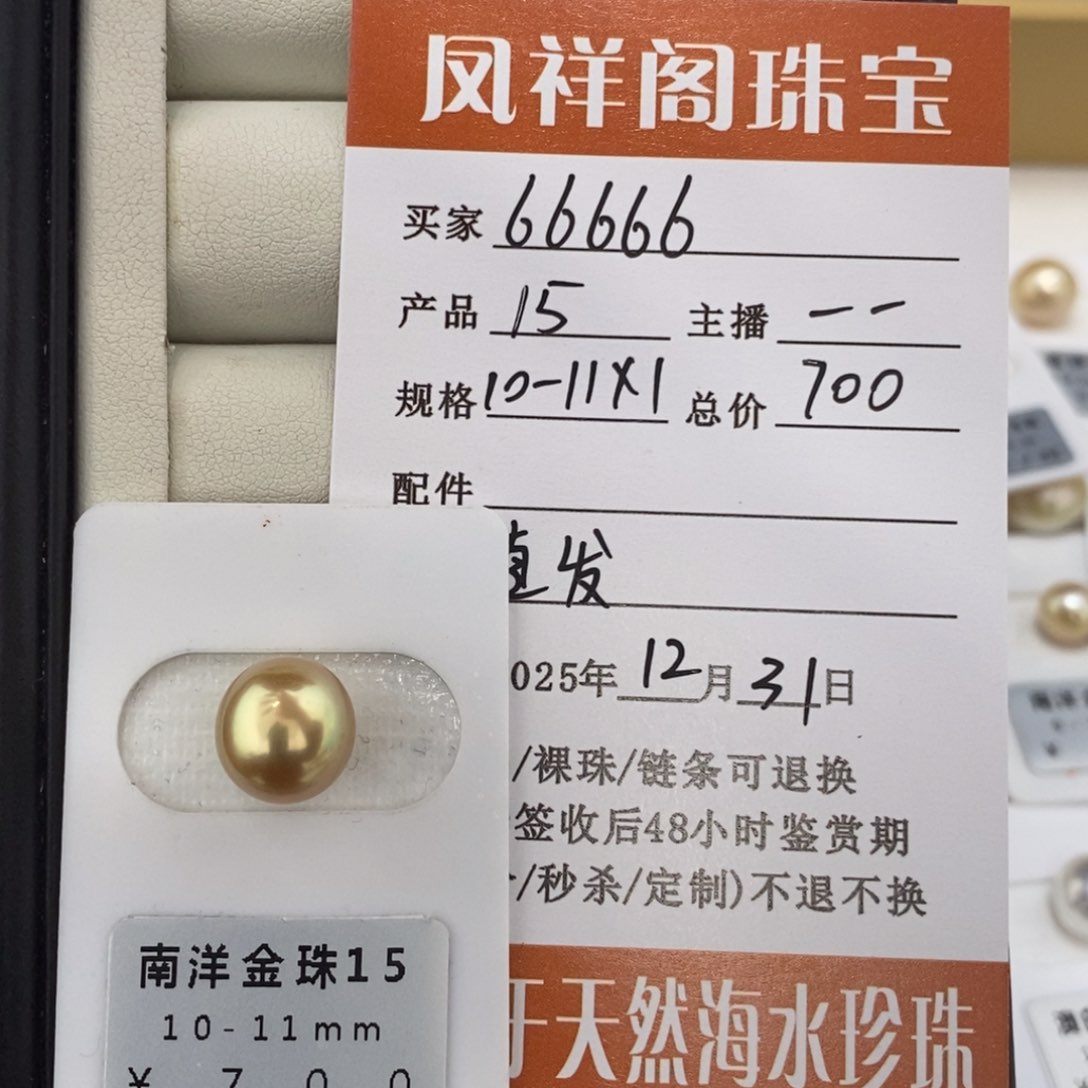 凤祥阁珠宝
买家 66666
产品 15 主播 --
规格 10-11X1 总价 700
配件
直发
025年 12月 31日
/裸珠/链条可退换
签收后48小时鉴赏期
/秒杀/定制)不退不换
于天然海水珍珠
南洋金珠15
10-11mm
¥ 700